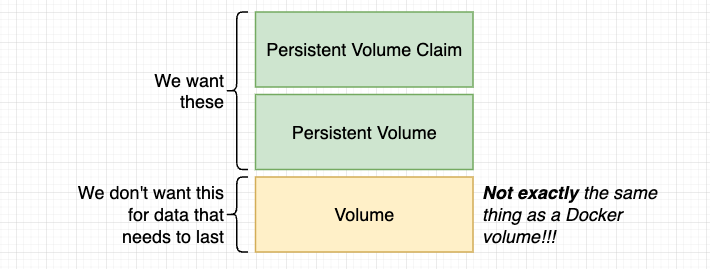 Persistent Volume Claim
We want
these
Persistent Volume
We don't want this
for data that
needs to last
Volume
Not exactly the same
thing as a Docker
volume!!!